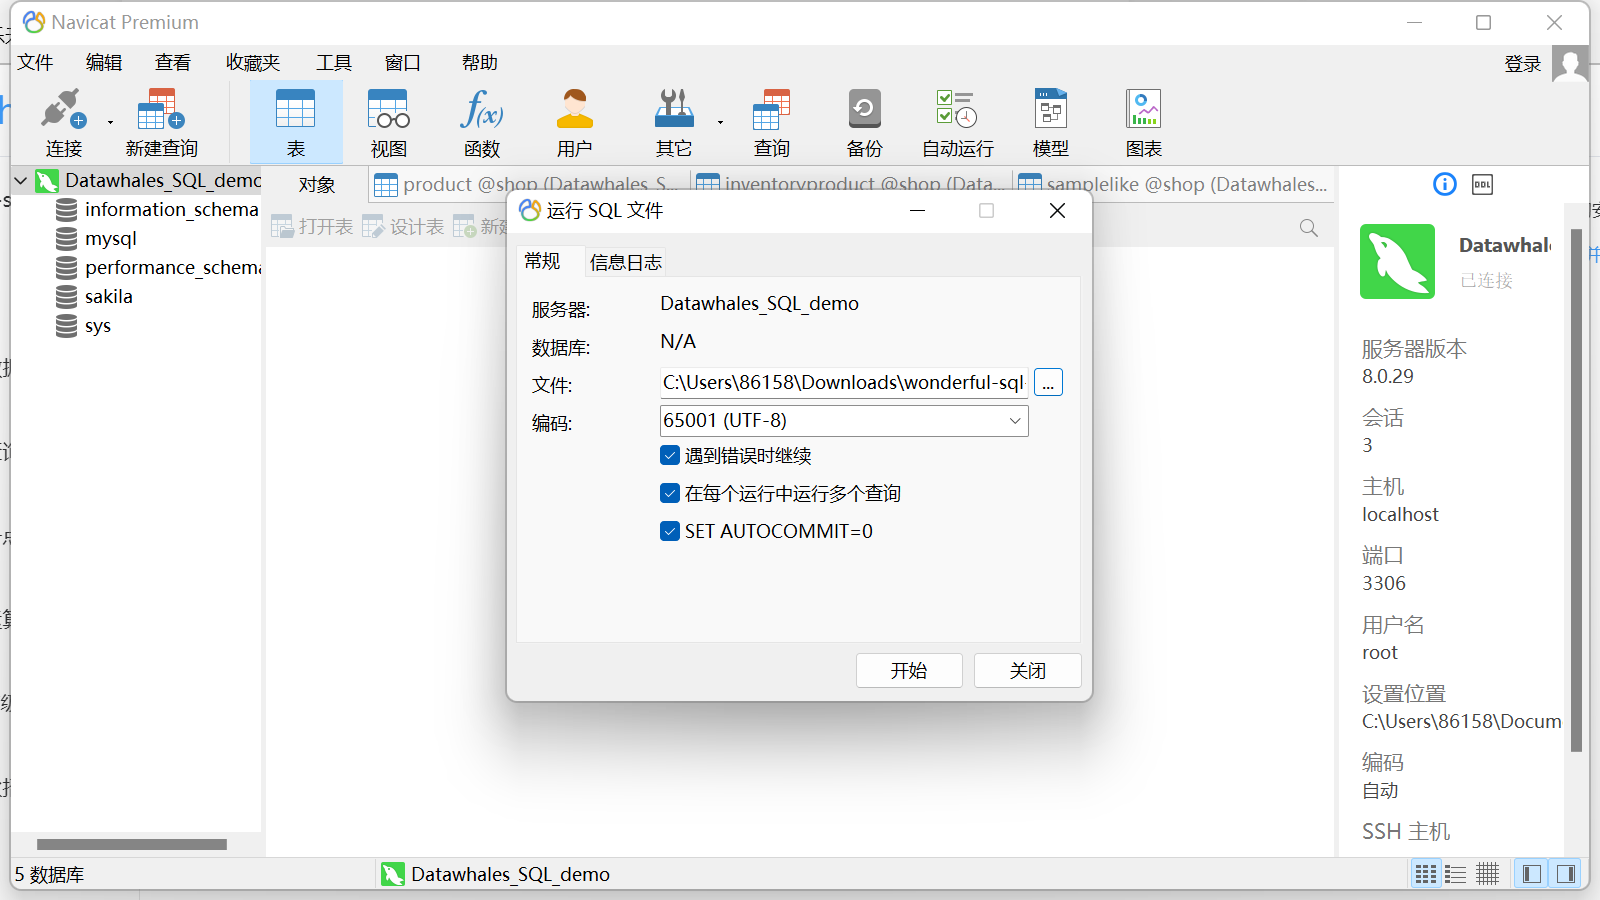 Navicat Premium
文件 编辑 查看 收藏夹 工具 窗口 帮助 登录
连接 新建查询 表 视图 函数 用户 其它 查询 备份 自动运行 模型 图表
Datawhales_SQL_demo
information_schema
mysql
performance_schema
sakila
sys
对象 product @shop (Datawhales_S... inventoryproduct @shop (Data... samplelike @shop (Datawhales...
打开表 设计表 新建
运行 SQL 文件
常规 信息日志
服务器: Datawhales_SQL_demo
数据库: N/A
文件: C:\Users\86158\Downloads\wonderful-sql- ...
编码: 65001 (UTF-8)
遇到错误时继续
在每个运行中运行多个查询
SET AUTOCOMMIT=0
开始 关闭
DDL
Datawhale
已连接
服务器版本
8.0.29
会话
3
主机
localhost
端口
3306
用户名
root
设置位置
C:\Users\86158\Docum
编码
自动
SSH 主机
5 数据库 Datawhales_SQL_demo